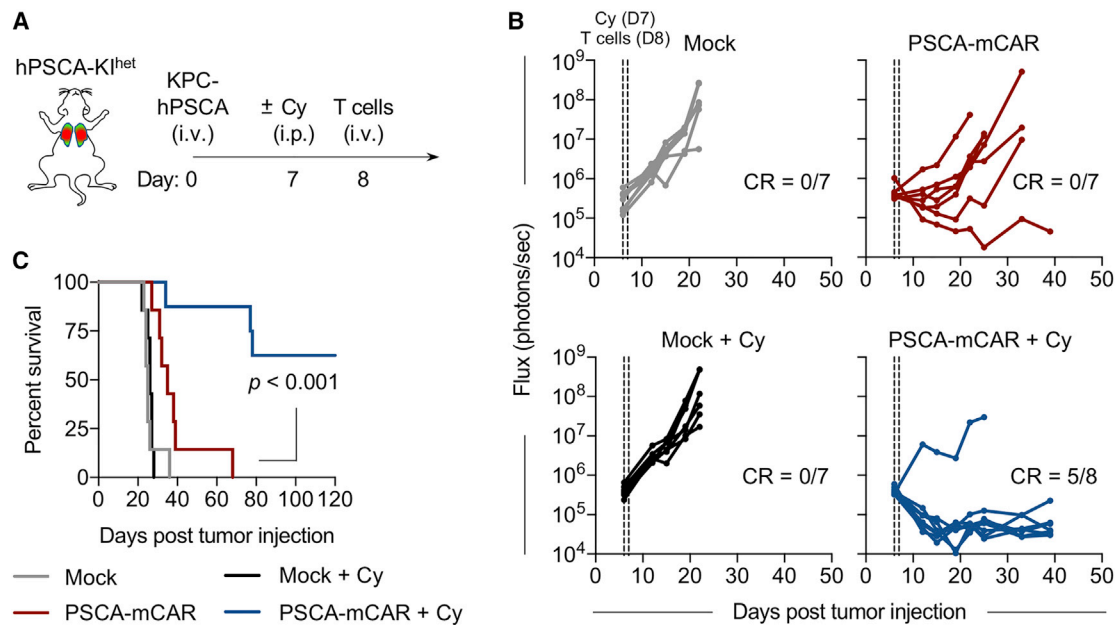 A
hPSCA-KIhet
KPC-
hPSCA
(i.v.)
± Cy
(i.p.)
T cells
(i.v.)
Day: 0 7 8
B
Cy (D7)
T cells (D8)
Mock
10^9
10^8
10^7
10^6
10^5
10^4
CR = 0/7
0 10 20 30 40 50
PSCA-mCAR
CR = 0/7
0 10 20 30 40 50
Flux (photons/sec)
Mock + Cy
10^9
10^8
10^7
10^6
10^5
10^4
CR = 0/7
0 10 20 30 40 50
PSCA-mCAR + Cy
CR = 5/8
0 10 20 30 40 50
Days post tumor injection
C
Percent survival
100
75
50
25
0
p < 0.001
0 20 40 60 80 100 120
Days post tumor injection
Mock
Mock + Cy
PSCA-mCAR
PSCA-mCAR + Cy